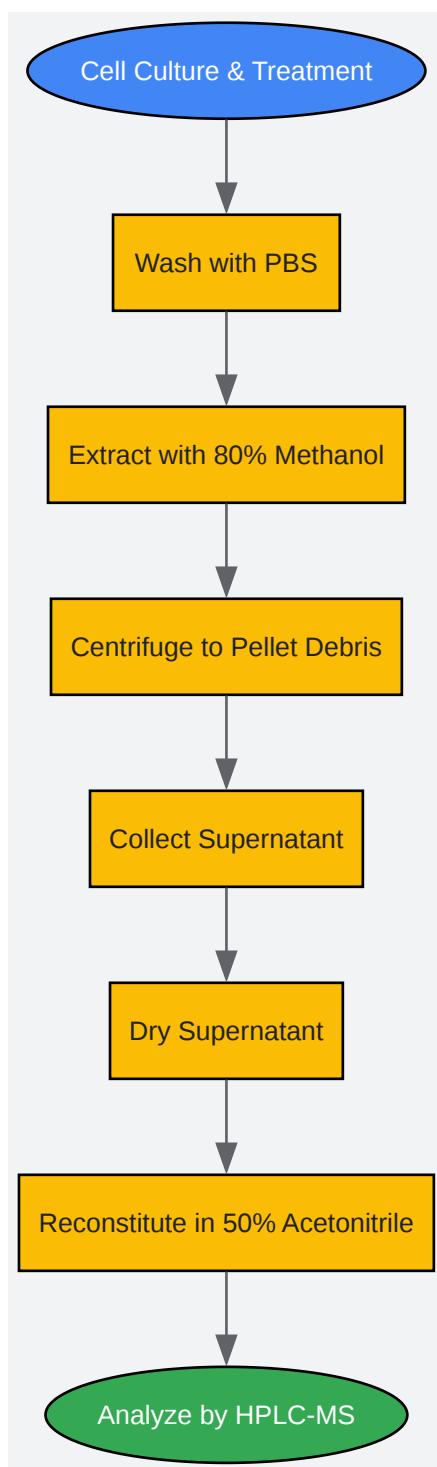 Cell Culture & Treatment
Wash with PBS
Extract with 80% Methanol
Centrifuge to Pellet Debris
Collect Supernatant
Dry Supernatant
Reconstitute in 50% Acetonitrile
Analyze by HPLC-MS